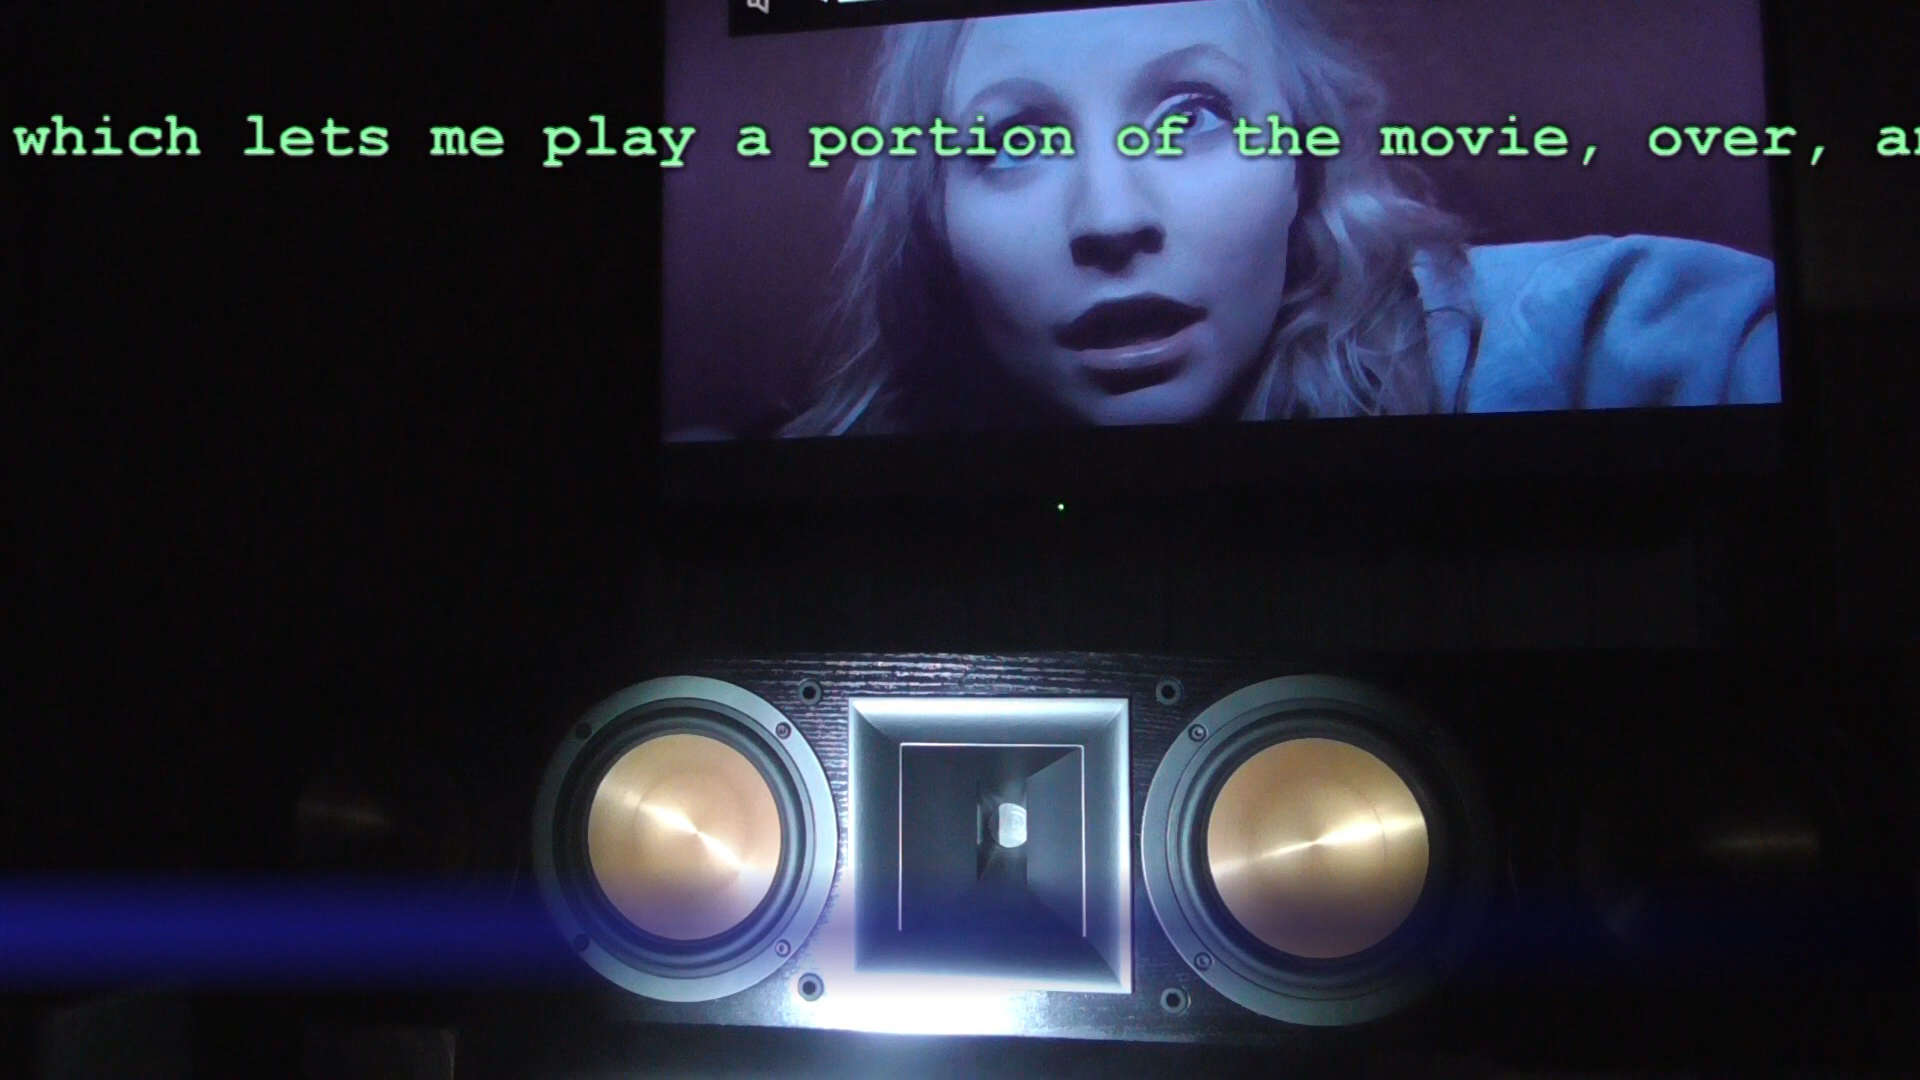 which lets me play a portion of the movie, over,